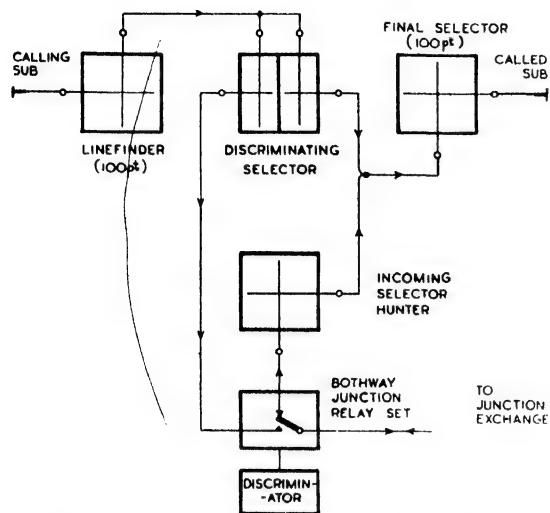 FINAL SELECTOR
(100pt)
CALLING
SUB
CALLED
SUB
LINEFINDER
(100pt)
DISCRIMINATING
SELECTOR
INCOMING
SELECTOR
HUNTER
BOTHWAY
JUNCTION
RELAY SET
TO
JUNCTION
EXCHANGE
DISCRIMIN-
-ATOR